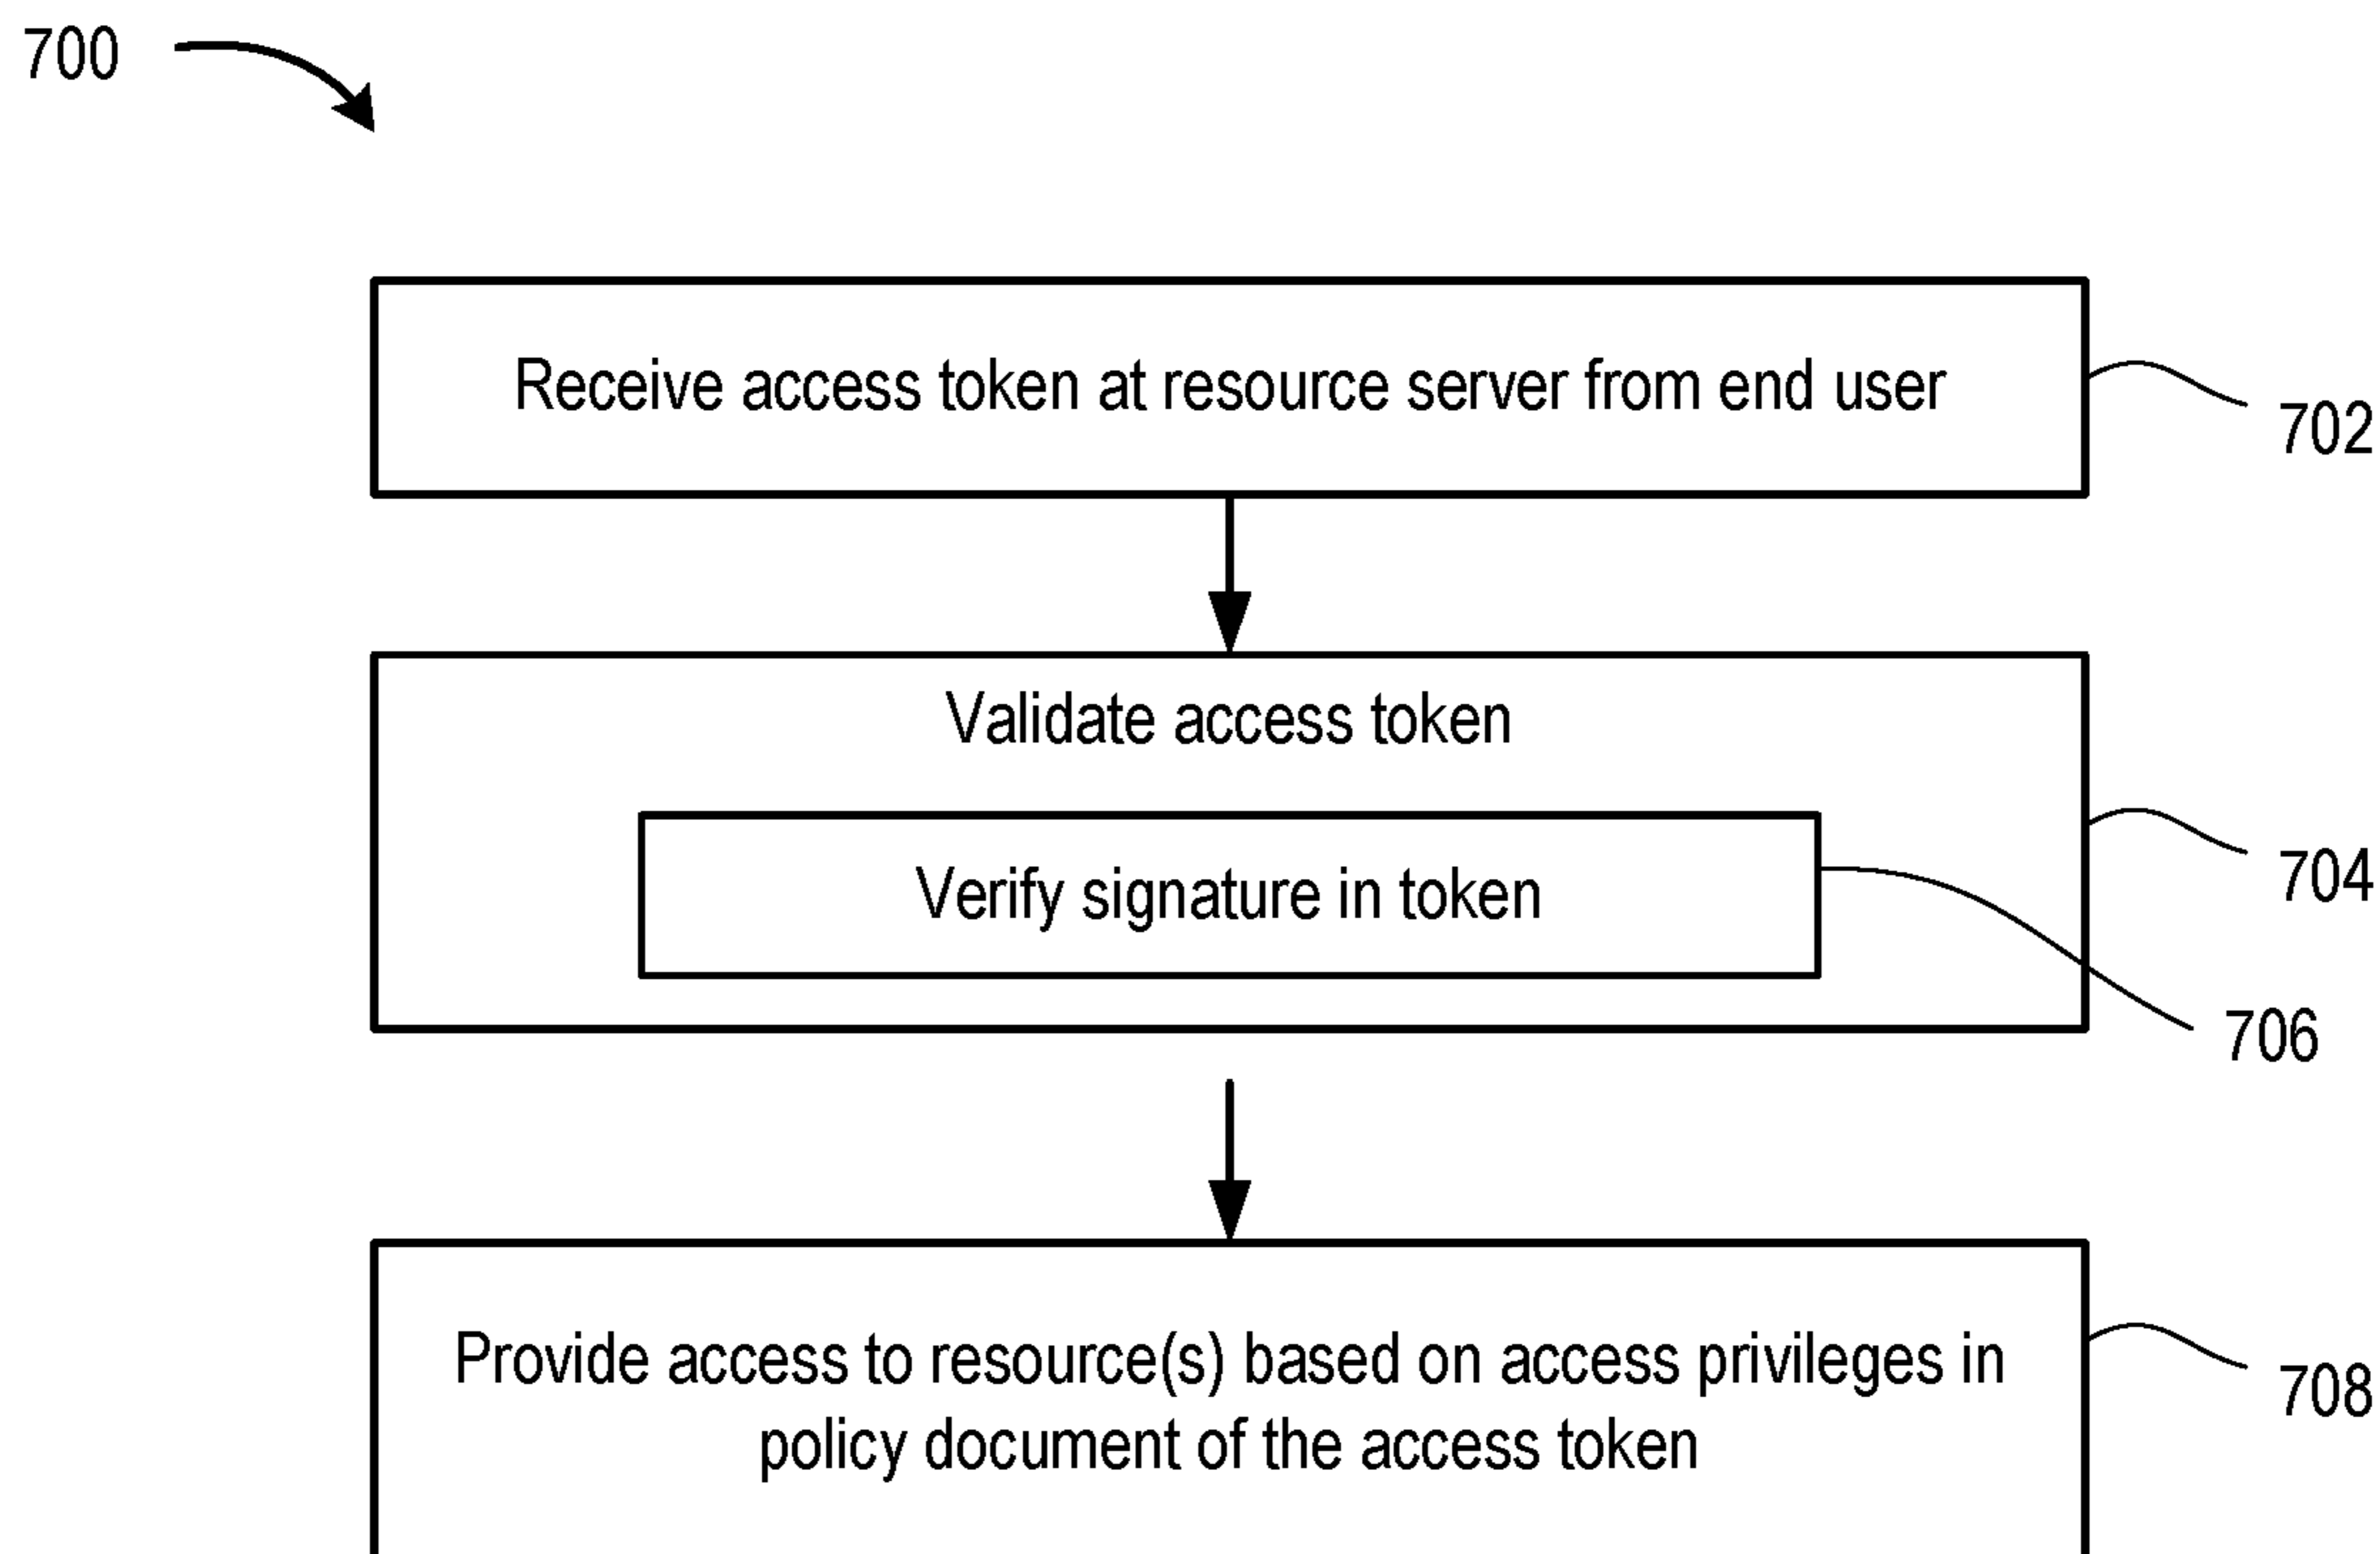 700
Receive access token at resource server from end user
702
Validate access token
Verify signature in token
704
706
Provide access to resource(s) based on access privileges in
policy document of the access token
708